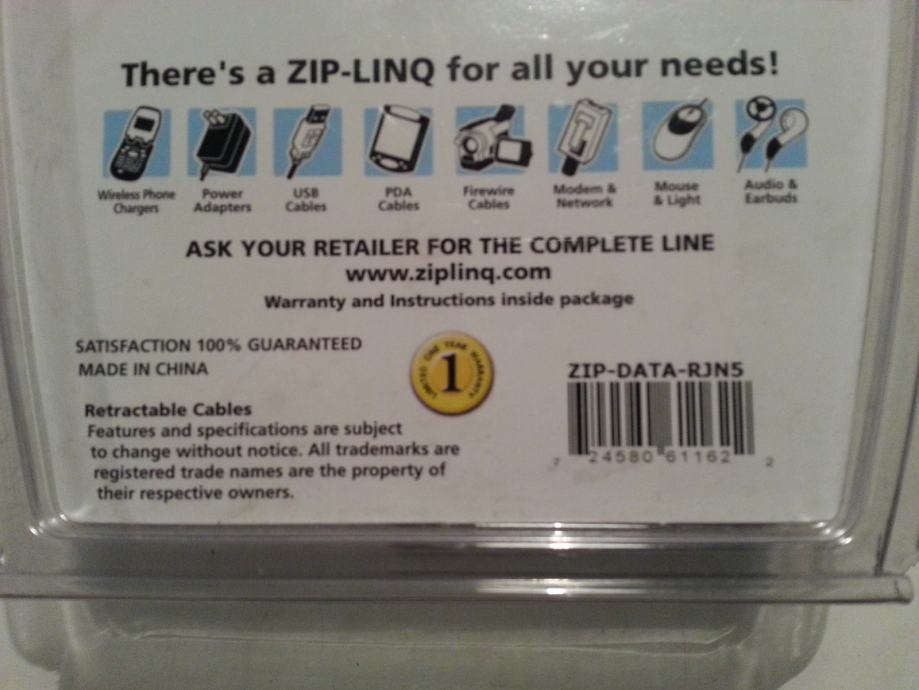 There's a ZIP-LINQ for all your needs!
Wireless Phone Chargers
Power Adapters
USB Cables
PDA Cables
Firewire Cables
Modem & Network
Mouse & Light
Audio & Earbuds
ASK YOUR RETAILER FOR THE COMPLETE LINE
www.ziplinq.com
Warranty and Instructions inside package
SATISFACTION 100% GUARANTEED
MADE IN CHINA
LIMITED ONE YEAR WARRANTY
1
Retractable Cables
Features and specifications are subject
to change without notice. All trademarks are
registered trade names are the property of
their respective owners.
ZIP-DATA-RJN5
7 24580 61162 2